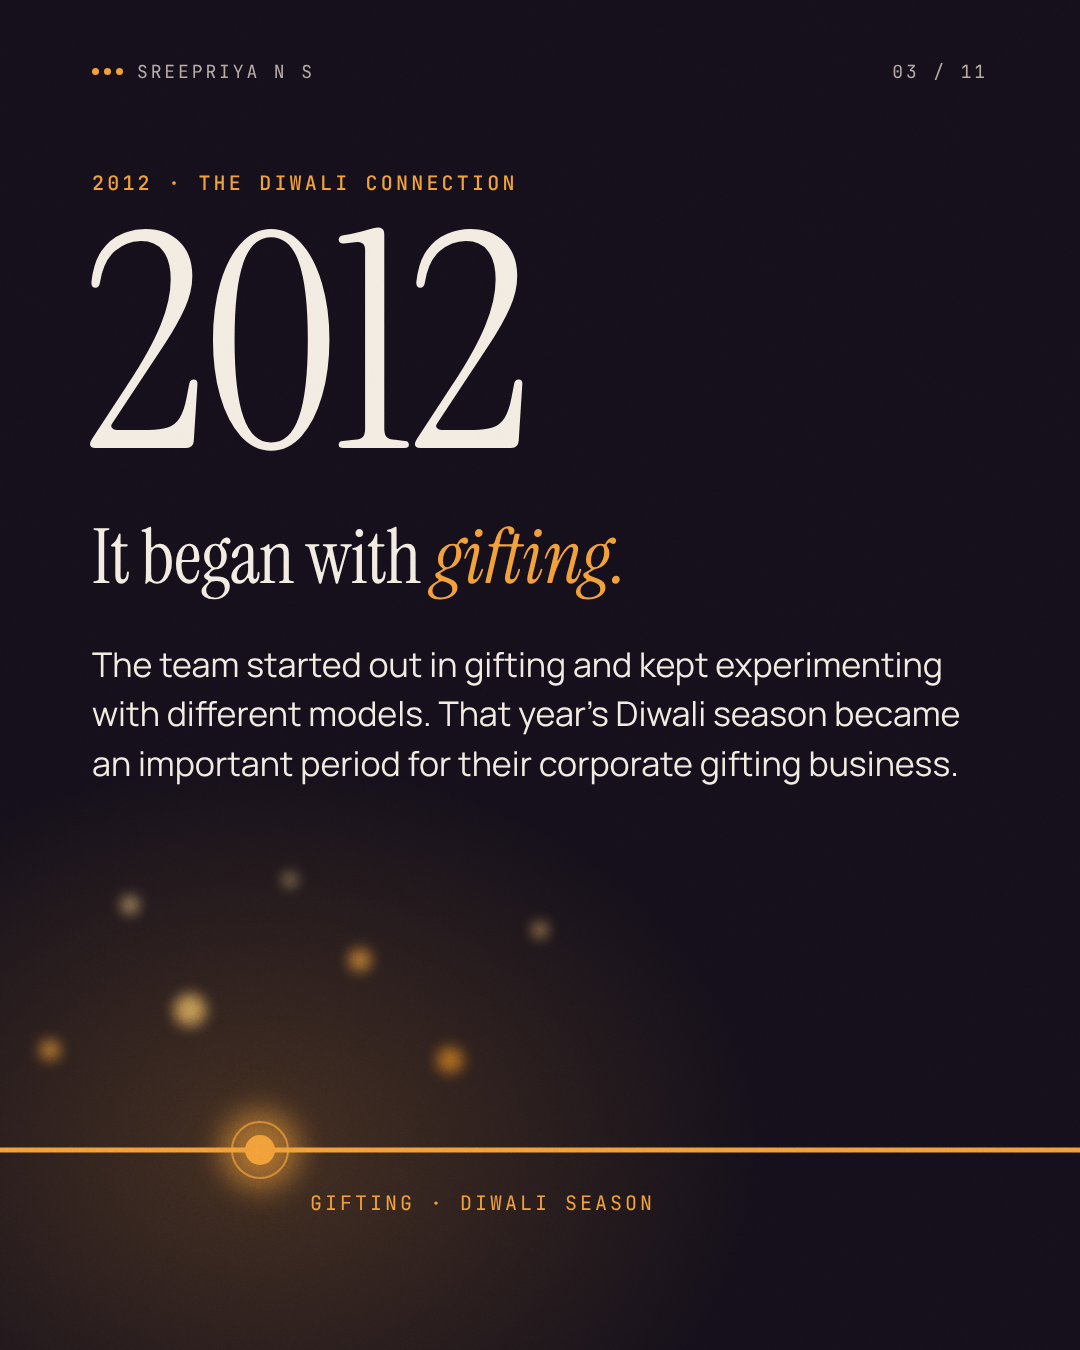 SREEPRIYA N S
03 / 11
2012 · THE DIWALI CONNECTION
2012
It began with gifting.
The team started out in gifting and kept experimenting
with different models. That year’s Diwali season became
an important period for their corporate gifting business.
GIFTING · DIWALI SEASON